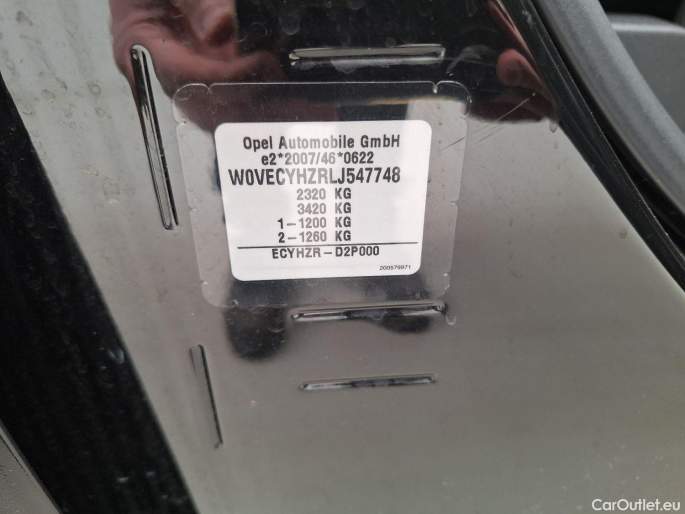 Opel Automobile GmbH
e2*2007/46*0622
W0VECYHZRLJ547748
2320 KG
3420 KG
1-1200 KG
2-1260 KG
ECYHZR-D2P000
CarOutlet.eu